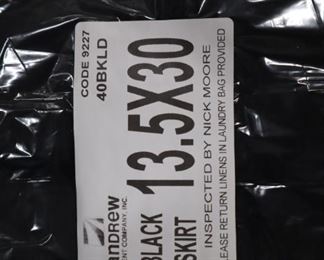 CODE 9227
40BKLD
andrew
ENT COMPANY, INC.
BLACK 13.5X30
SKIRT
INSPECTED BY NICK MOORE
LEASE RETURN LINENS IN LAUNDRY BAG PROVIDED